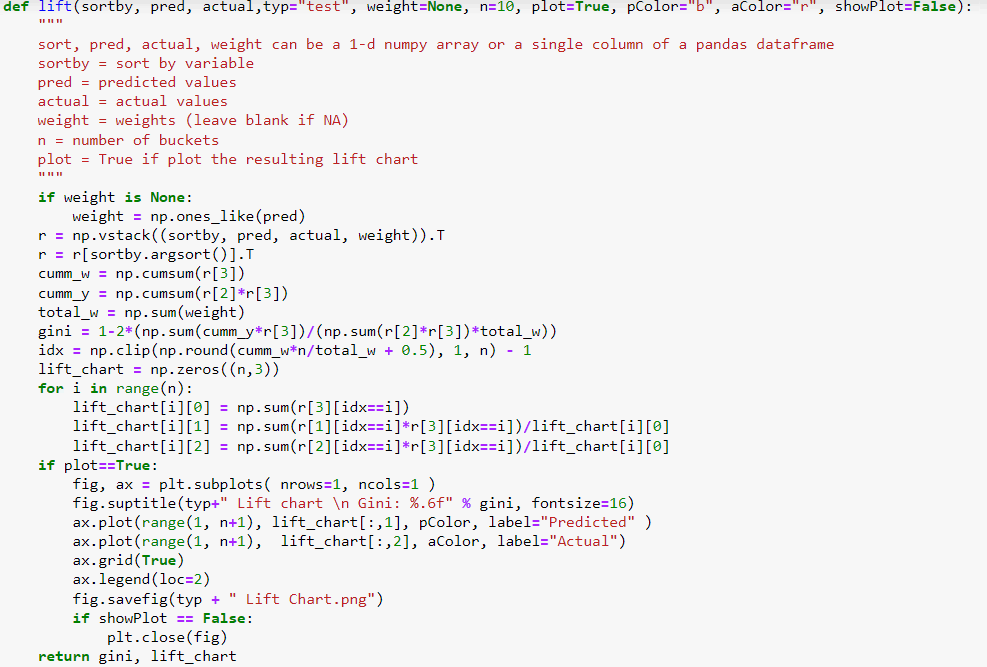 def lift(sortby, pred, actual,typ="test", weight=None, n=10, plot=True, pColor="b", aColor="r", showPlot=False):
    """
    sort, pred, actual, weight can be a 1-d numpy array or a single column of a pandas dataframe
    sortby = sort by variable
    pred = predicted values
    actual = actual values
    weight = weights (leave blank if NA)
    n = number of buckets
    plot = True if plot the resulting lift chart
    """
    if weight is None:
        weight = np.ones_like(pred)
    r = np.vstack((sortby, pred, actual, weight)).T
    r = r[sortby.argsort()].T
    cumm_w = np.cumsum(r[3])
    cumm_y = np.cumsum(r[2]*r[3])
    total_w = np.sum(weight)
    gini = 1-2*(np.sum(cumm_y*r[3])/(np.sum(r[2]*r[3])*total_w))
    idx = np.clip(np.round(cumm_w*n/total_w + 0.5), 1, n) - 1
    lift_chart = np.zeros((n,3))
    for i in range(n):
        lift_chart[i][0] = np.sum(r[3][idx==i])
        lift_chart[i][1] = np.sum(r[1][idx==i]*r[3][idx==i])/lift_chart[i][0]
        lift_chart[i][2] = np.sum(r[2][idx==i]*r[3][idx==i])/lift_chart[i][0]
    if plot==True:
        fig, ax = plt.subplots( nrows=1, ncols=1 )
        fig.suptitle(typ+" Lift chart \n Gini: %.6f" % gini, fontsize=16)
        ax.plot(range(1, n+1), lift_chart[:,1], pColor, label="Predicted" )
        ax.plot(range(1, n+1),  lift_chart[:,2], aColor, label="Actual")
        ax.grid(True)
        ax.legend(loc=2)
        fig.savefig(typ + " Lift Chart.png")
        if showPlot == False:
            plt.close(fig)
    return gini, lift_chart